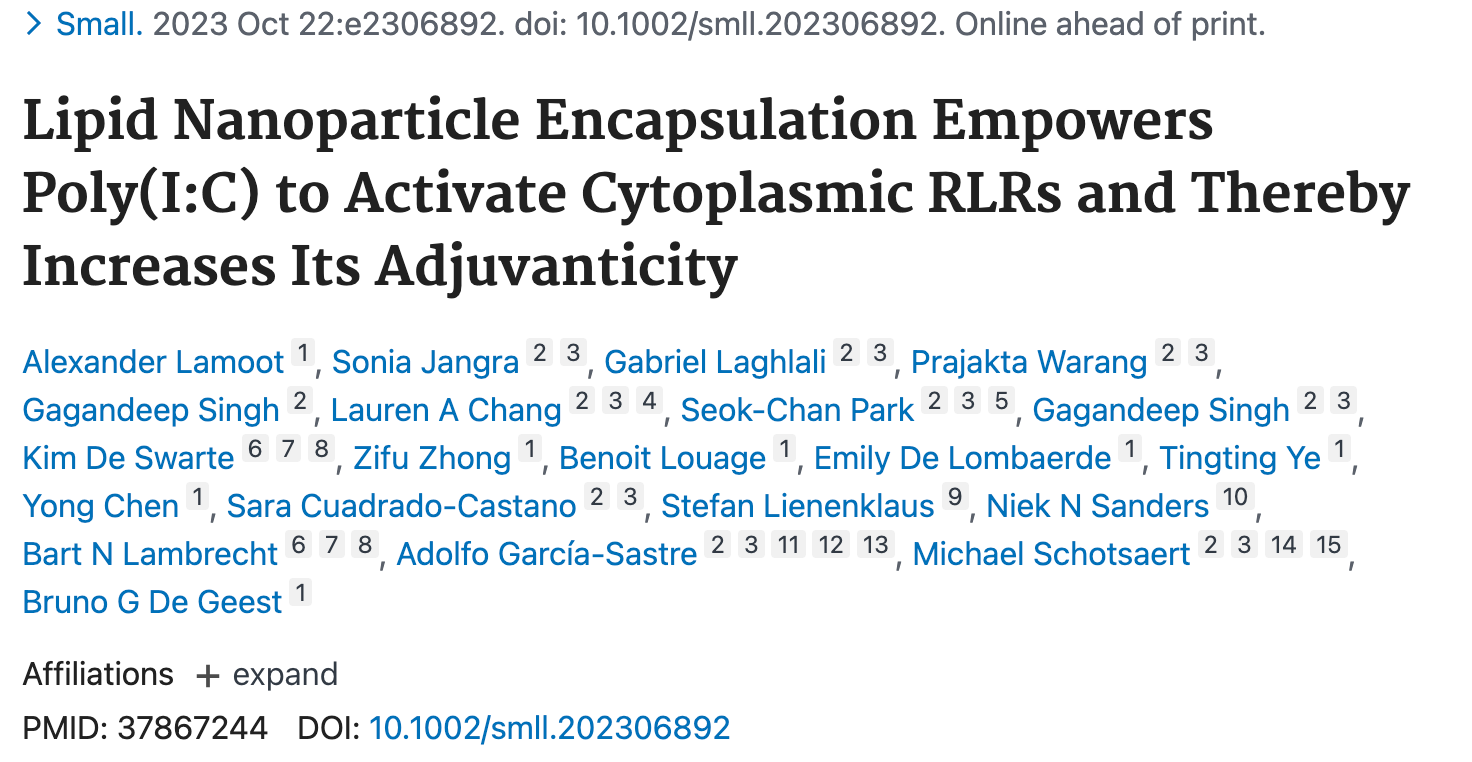 > Small. 2023 Oct 22:e2306892. doi: 10.1002/smll.202306892. Online ahead of print.
Lipid Nanoparticle Encapsulation Empowers
Poly(I:C) to Activate Cytoplasmic RLRs and Thereby
Increases Its Adjuvanticity
Alexander Lamoot 1, Sonia Jangra 2 3, Gabriel Laghlali 2 3, Prajakta Warang 2 3,
Gagandeep Singh 2, Lauren A Chang 2 3 4, Seok-Chan Park 2 3 5, Gagandeep Singh 2 3,
Kim De Swarte 6 7 8, Zifu Zhong 1, Benoit Louage 1, Emily De Lombaerde 1, Tingting Ye 1,
Yong Chen 1, Sara Cuadrado-Castano 2 3, Stefan Lienenklaus 9, Niek N Sanders 10,
Bart N Lambrecht 6 7 8, Adolfo García-Sastre 2 3 11 12 13, Michael Schotsaert 2 3 14 15,
Bruno G De Geest 1
Affiliations + expand
PMID: 37867244 DOI: 10.1002/smll.202306892